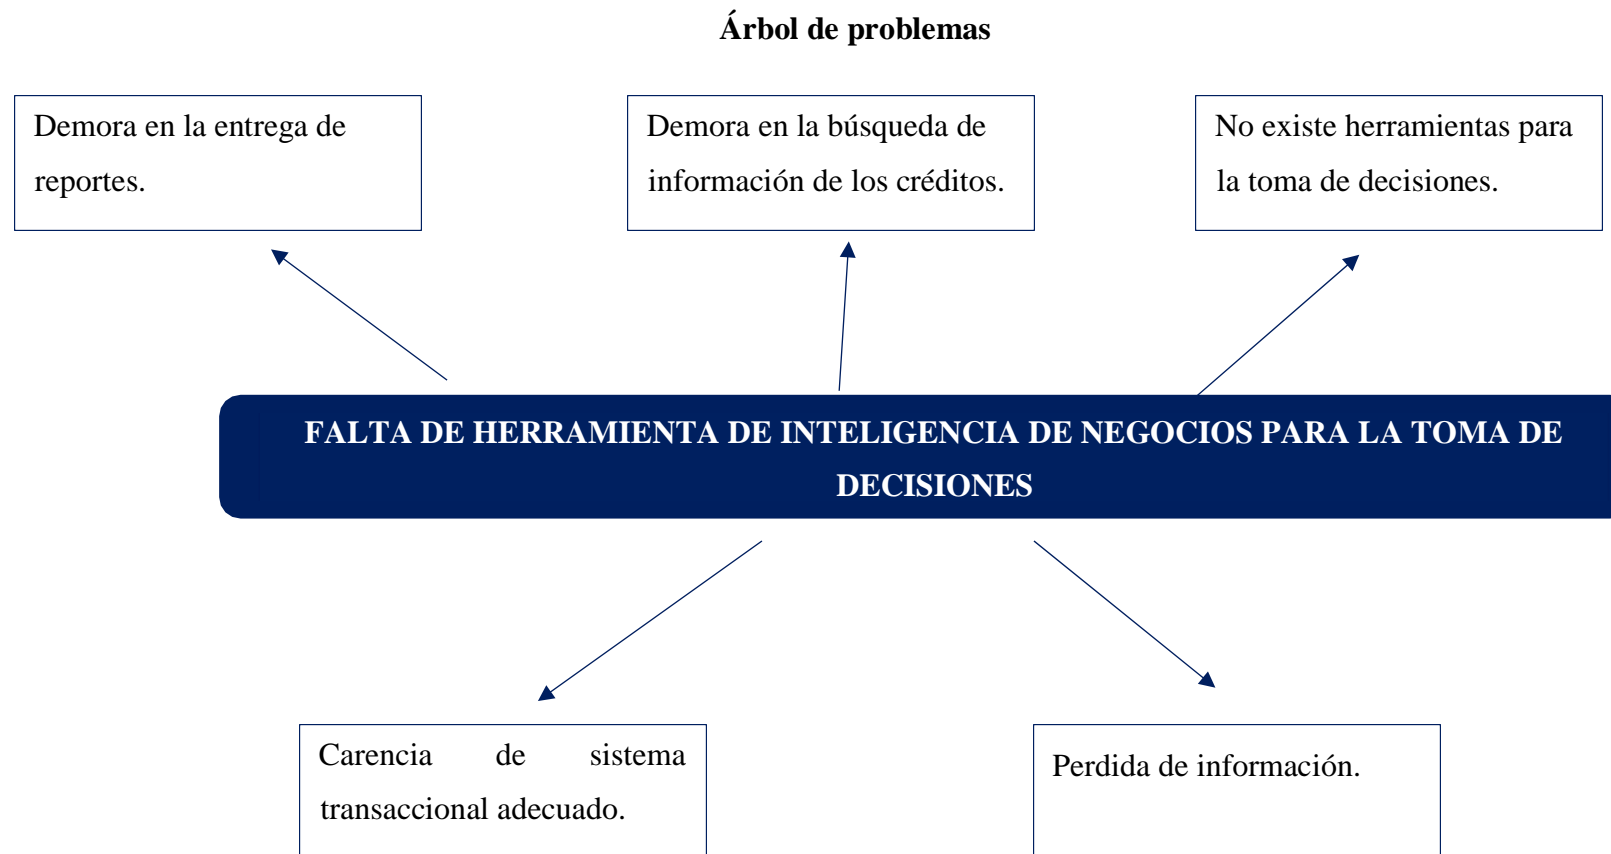 Árbol de problemas
Demora en la entrega de
reportes.
Demora en la búsqueda de
información de los créditos.
No existe herramientas para
la toma de decisiones.
FALTA DE HERRAMIENTA DE INTELIGENCIA DE NEGOCIOS PARA LA TOMA DE
DECISIONES
Carencia de sistema
transaccional adecuado.
Perdida de información.